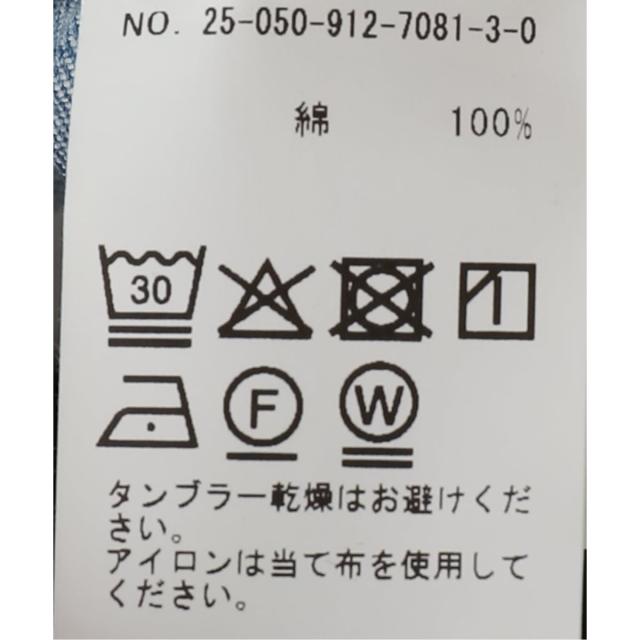 NO. 25-050-912-7081-3-0
綿 100%
30
F W
タンブラー乾燥はお避けくだ
さい。
アイロンは当て布を使用して
ください。